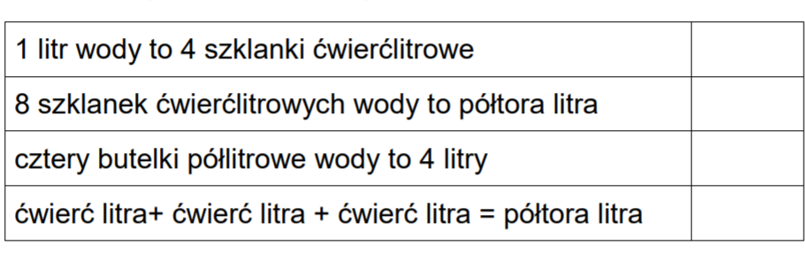 1 litr wody to 4 szklanki ćwierćlitrowe
8 szklanek ćwierćlitrowych wody to półtora litra
cztery butelki półlitrowe wody to 4 litry
ćwierć litra+ ćwierć litra + ćwierć litra = półtora litra